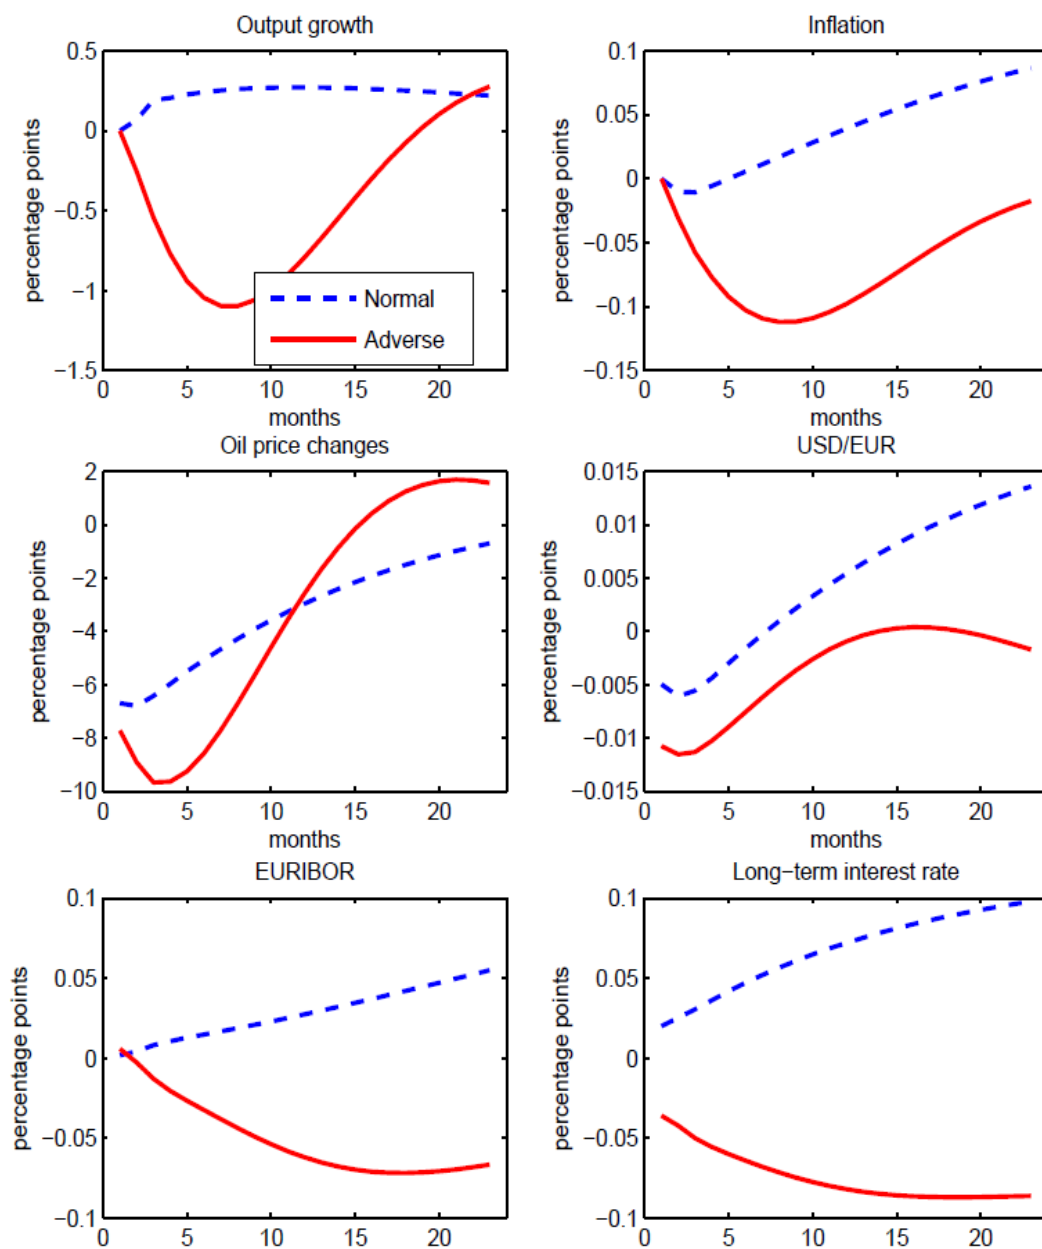 Output growth
percentage points
0.5
0
−0.5
−1
−1.5
0 5 10 15 20
months
Normal
Adverse
Inflation
percentage points
0.1
0.05
0
−0.05
−0.1
−0.15
0 5 10 15 20
months
Oil price changes
percentage points
2
0
−2
−4
−6
−8
−10
0 5 10 15 20
months
USD/EUR
percentage points
0.015
0.01
0.005
0
−0.005
−0.01
−0.015
0 5 10 15 20
months
EURIBOR
percentage points
0.1
0.05
0
−0.05
−0.1
0 5 10 15 20
Long−term interest rate
percentage points
0.1
0.05
0
−0.05
−0.1
0 5 10 15 20